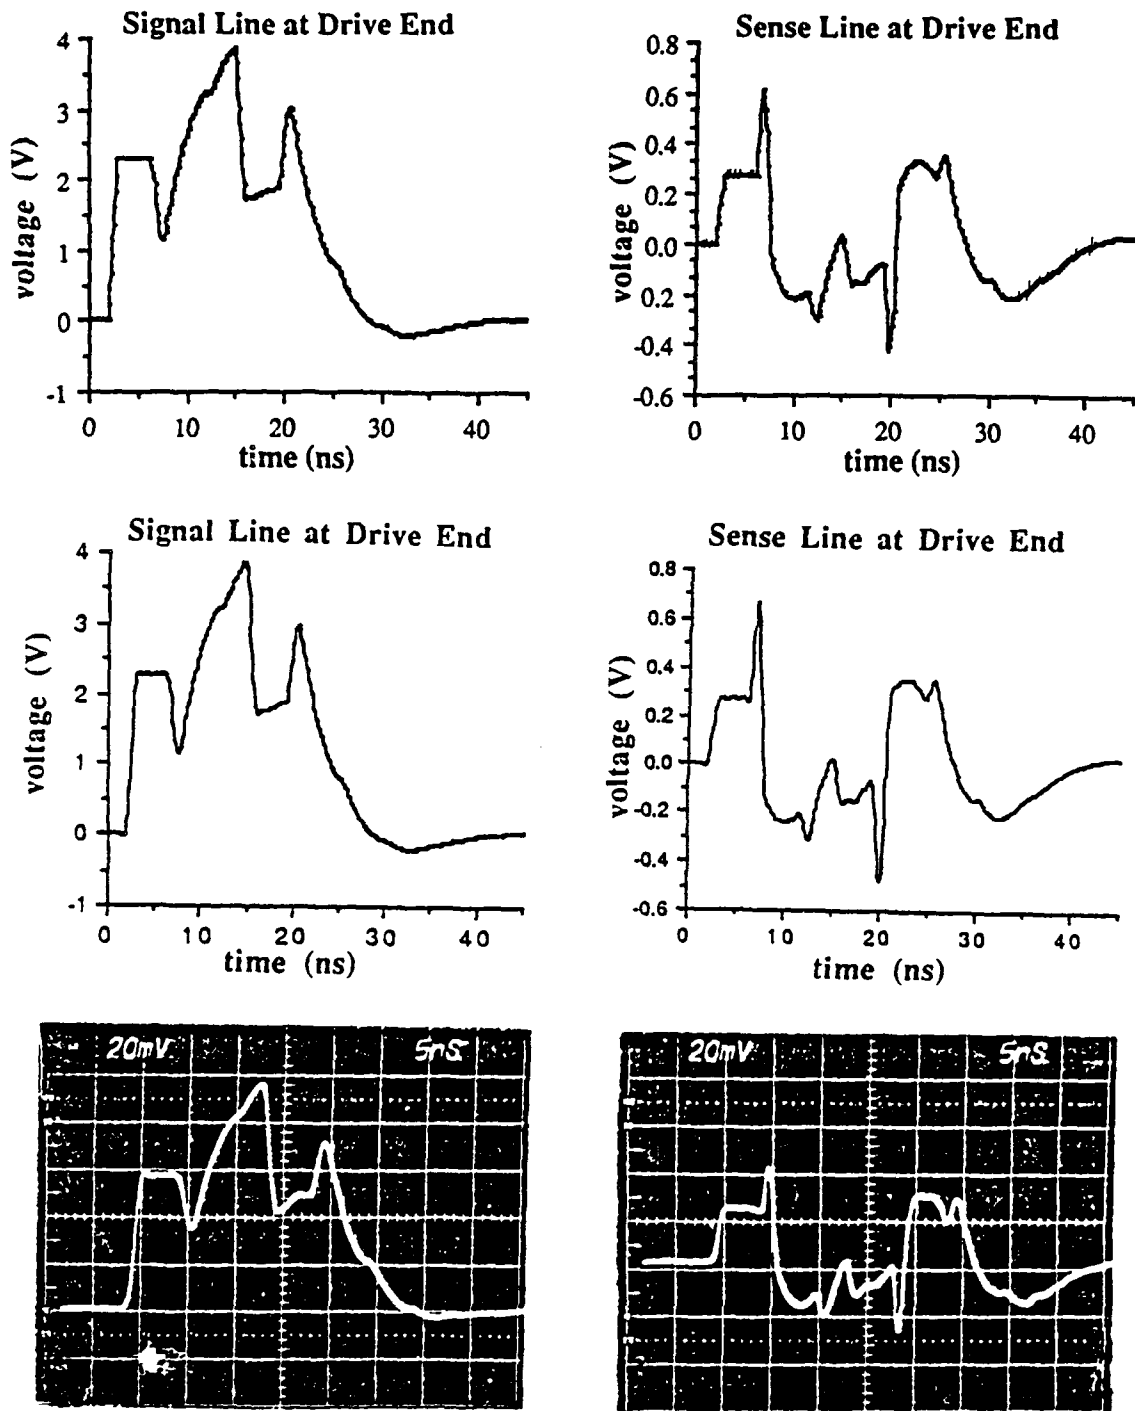 Signal Line at Drive End
4
3
2
1
0
-1
voltage (V)
0 10 20 30 40
time (ns)
Sense Line at Drive End
0.8
0.6
0.4
0.2
0.0
0.2
-0.4
-0.6
voltage (V)
0 10 20 30 40
time (ns)
Signal Line at Drive End
4
3
2
1
0
-1
voltage (V)
0 10 20 30 40
time (ns)
Sense Line at Drive End
0.8
0.6
0.4
0.2
0.0
-0.2
-0.4
-0.6
voltage (V)
0 10 20 30 40
time (ns)
20mV 5nS
20mV 5nS